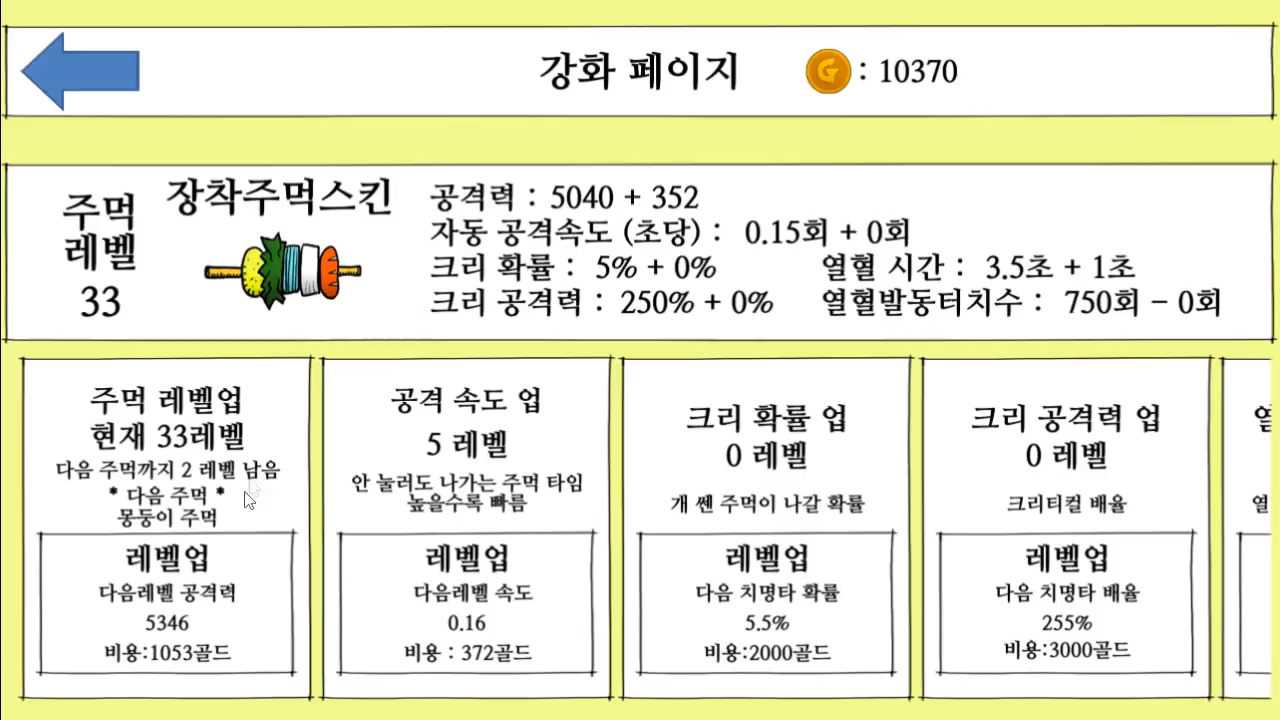 강화 페이지
G : 10370
주먹
레벨
33
장착주먹스킨
공격력 : 5040 + 352
자동 공격속도 (초당) : 0.15회 + 0회
크리 확률 : 5% + 0%
열혈 시간 : 3.5초 + 1초
크리 공격력 : 250% + 0%
열혈발동터치수 : 750회 - 0회
주먹 레벨업
현재 33레벨
다음 주먹까지 2 레벨 남음
* 다음 주먹 *
몽둥이 주먹
레벨업
다음레벨 공격력
5346
비용:1053골드
공격 속도 업
5 레벨
안 눌러도 나가는 주먹 타임
높을수록 빠름
레벨업
다음레벨 속도
0.16
비용 : 372골드
크리 확률 업
0 레벨
개 쎈 주먹이 나갈 확률
레벨업
다음 치명타 확률
5.5%
비용:2000골드
크리 공격력 업
0 레벨
크리티컬 배율
레벨업
다음 치명타 배율
255%
비용:3000골드
열
열